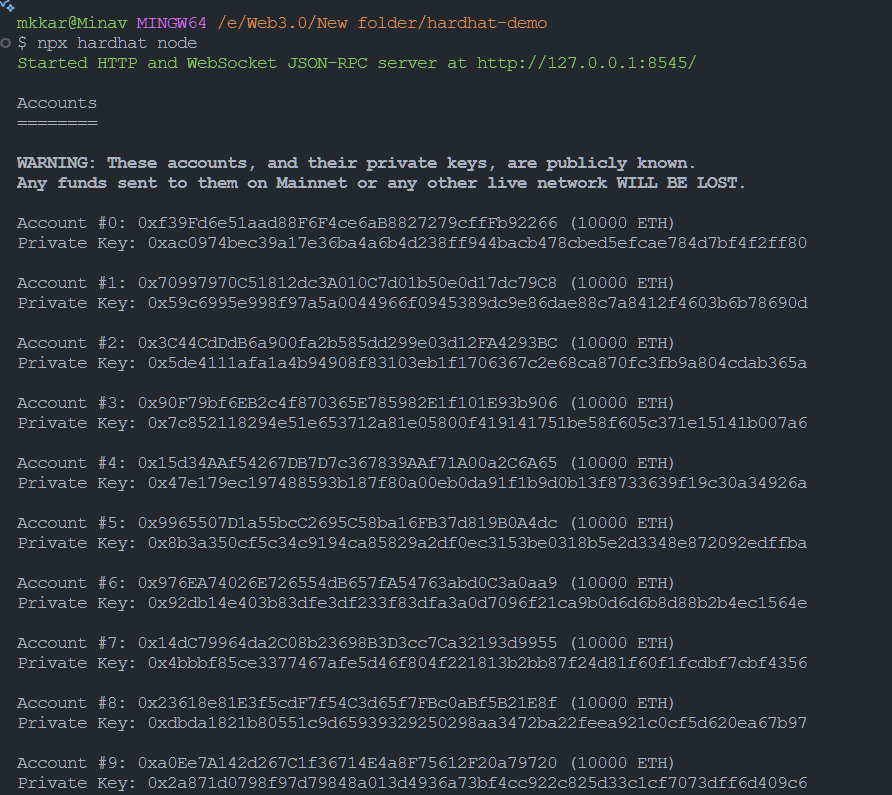 mkkar@Minav MINGW64 /e/Web3.0/New folder/hardhat-demo
$ npx hardhat node
Started HTTP and WebSocket JSON-RPC server at http://127.0.0.1:8545/
Accounts
========
WARNING: These accounts, and their private keys, are publicly known.
Any funds sent to them on Mainnet or any other live network WILL BE LOST.
Account #0: 0xf39Fd6e51aad88F6F4ce6aB8827279cffFb92266 (10000 ETH)
Private Key: 0xac0974bec39a17e36ba4a6b4d238ff944bacb478cbed5efcae784d7bf4f2ff80
Account #1: 0x70997970C51812dc3A010C7d01b50e0d17dc79C8 (10000 ETH)
Private Key: 0x59c6995e998f97a5a0044966f0945389dc9e86dae88c7a8412f4603b6b78690d
Account #2: 0x3C44CdDdB6a900fa2b585dd299e03d12FA4293BC (10000 ETH)
Private Key: 0x5de4111afa1a4b94908f83103eb1f1706367c2e68ca870fc3fb9a804cdab365a
Account #3: 0x90F79bf6EB2c4f870365E785982E1f101E93b906 (10000 ETH)
Private Key: 0x7c852118294e51e653712a81e05800f419141751be58f605c371e15141b007a6
Account #4: 0x15d34AAf54267DB7D7c367839AAf71A00a2C6A65 (10000 ETH)
Private Key: 0x47e179ec197488593b187f80a00eb0da91f1b9d0b13f8733639f19c30a34926a
Account #5: 0x9965507D1a55bcC2695C58ba16FB37d819B0A4dc (10000 ETH)
Private Key: 0x8b3a350cf5c34c9194ca85829a2df0ec3153be0318b5e2d3348e872092edffba
Account #6: 0x976EA74026E726554dB657fA54763abd0C3a0aa9 (10000 ETH)
Private Key: 0x92db14e403b83dfe3df233f83dfa3a0d7096f21ca9b0d6d6b8d88b2b4ec1564e
Account #7: 0x14dC79964da2C08b23698B3D3cc7Ca32193d9955 (10000 ETH)
Private Key: 0x4bbbf85ce3377467afe5d46f804f221813b2bb87f24d81f60f1fcdbf7cbf4356
Account #8: 0x23618e81E3f5cdF7f54C3d65f7FBc0aBf5B21E8f (10000 ETH)
Private Key: 0xdbda1821b80551c9d65939329250298aa3472ba22feea921c0cf5d620ea67b97
Account #9: 0xa0Ee7A142d267C1f36714E4a8F75612F20a79720 (10000 ETH)
Private Key: 0x2a871d0798f97d79848a013d4936a73bf4cc922c825d33c1cf7073dff6d409c6